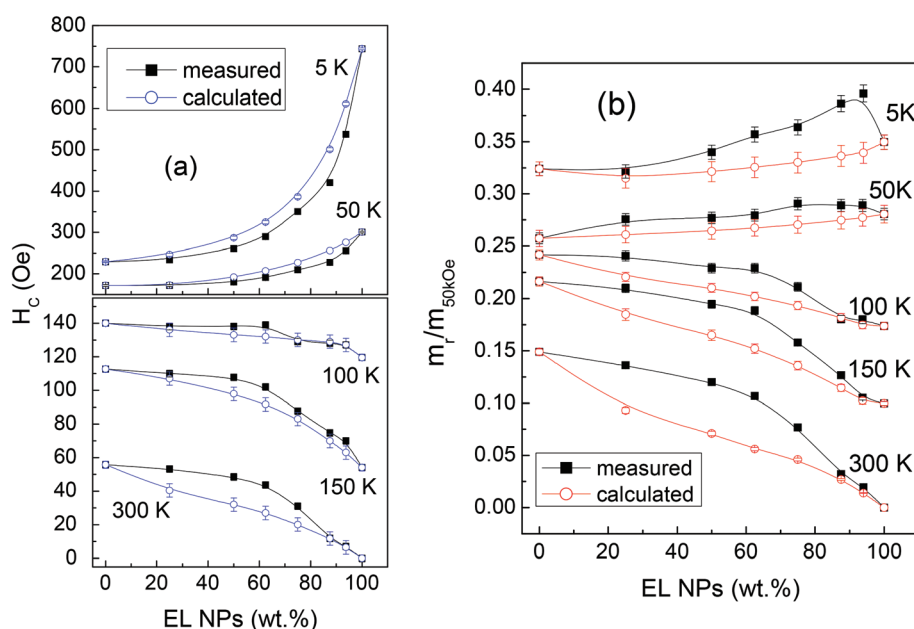 800
700
600
500
400
300
200
measured
calculated
5 K
(a)
50 K
H_C (Oe)
140
120
100
80
60
40
20
0
100 K
150 K
300 K
0 20 40 60 80 100
EL NPs (wt.%)
0.40
0.35
0.30
0.25
0.20
0.15
0.10
0.05
0.00
(b)
5K
50K
100 K
150 K
300 K
m_r/m_50kOe
measured
calculated
0 20 40 60 80 100
EL NPs (wt.%)